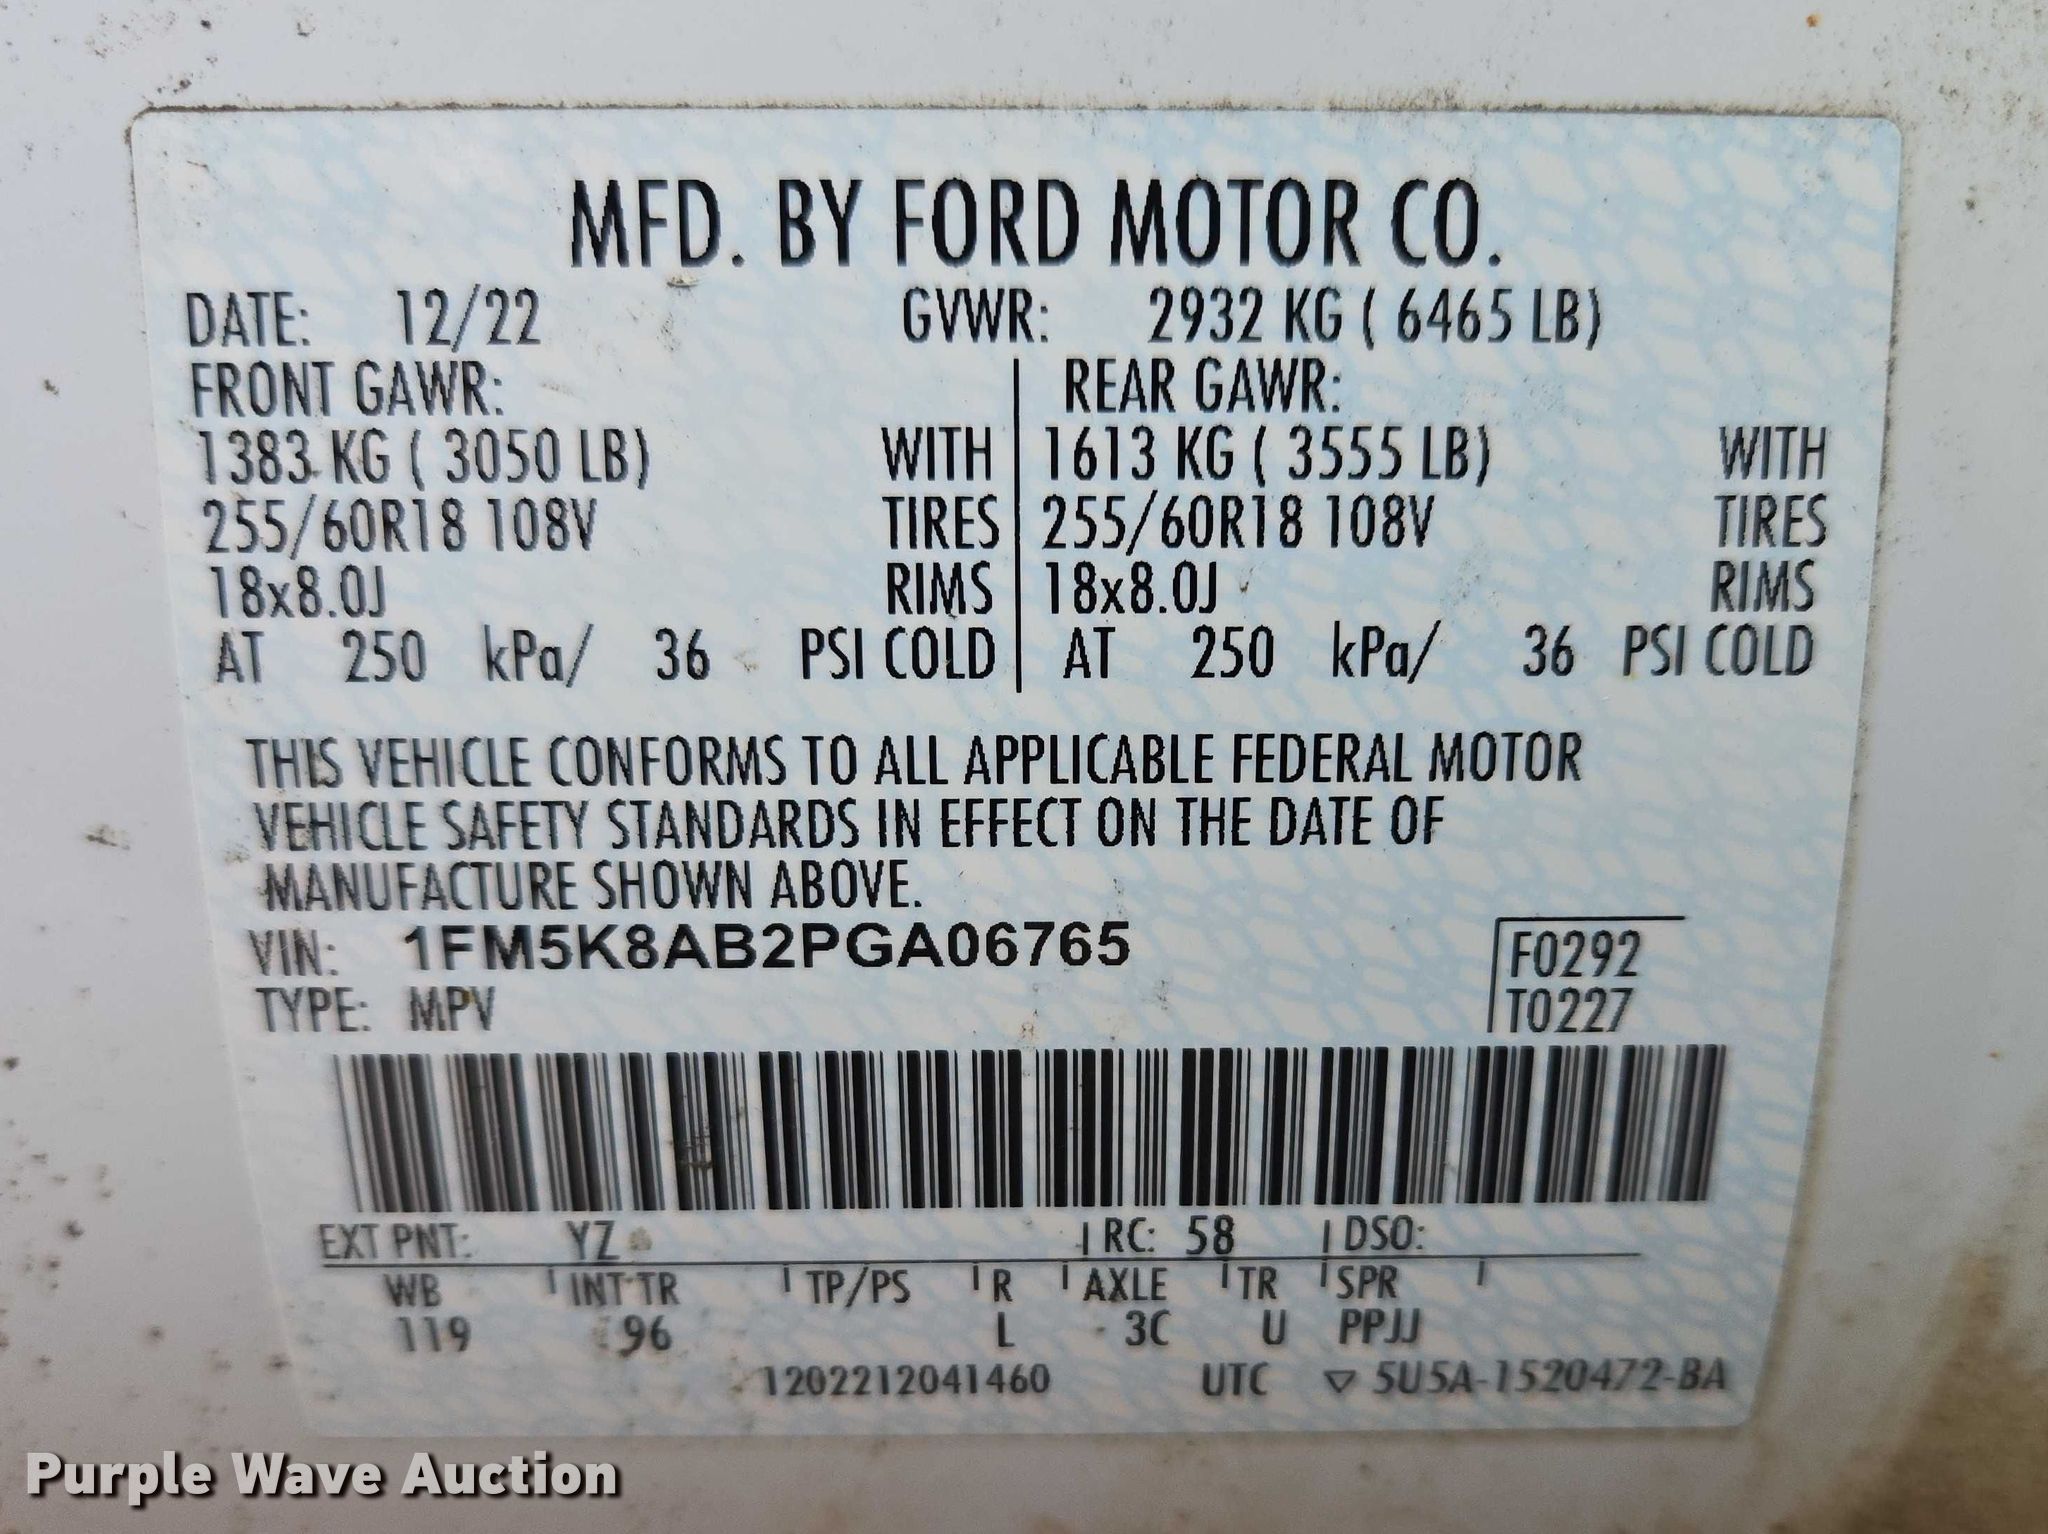 MFD. BY FORD MOTOR CO.
DATE: 12/22 GVWR: 2932 KG ( 6465 LB)
FRONT GAWR: REAR GAWR:
1383 KG ( 3050 LB) WITH 1613 KG ( 3555 LB) WITH
255/60R18 108V TIRES 255/60R18 108V TIRES
18x8.0J RIMS 18x8.0J RIMS
AT 250 kPa/ 36 PSI COLD AT 250 kPa/ 36 PSI COLD
THIS VEHICLE CONFORMS TO ALL APPLICABLE FEDERAL MOTOR
VEHICLE SAFETY STANDARDS IN EFFECT ON THE DATE OF
MANUFACTURE SHOWN ABOVE.
VIN: 1FM5K8AB2PGA06765 F0292
TYPE: MPV T0227
EXT PNT: YZ RC: 58 DSO:
WB INT TR TP/PS R AXLE TR SPR
119 96 L 3C U PPJJ
1202212041460 UTC ▽ 5U5A-1520472-BA
Purple Wave Auction